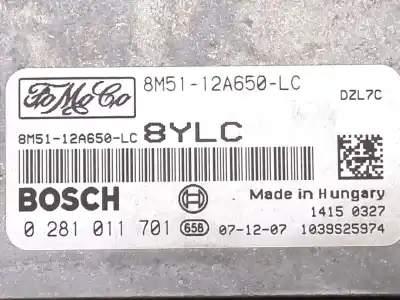 FoMoCo
8M51-12A650-LC
DZL7C
8M51-12A650-LC 8YLC
BOSCH
Made in Hungary
1415 0327
0 281 011 701 658 07-12-07 1039S25974